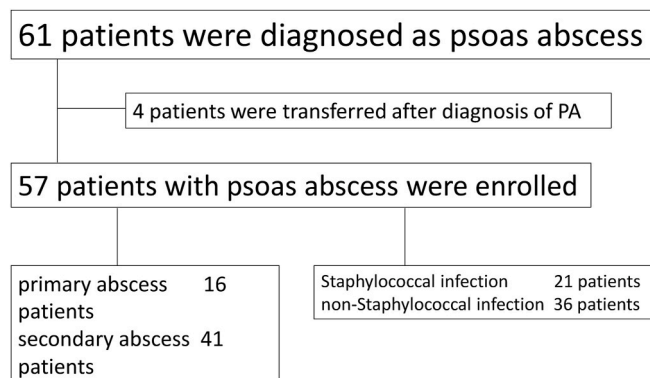 61 patients were diagnosed as psoas abscess
4 patients were transferred after diagnosis of PA
57 patients with psoas abscess were enrolled
primary abscess 16
patients
secondary abscess 41
patients
Staphylococcal infection 21 patients
non-Staphylococcal infection 36 patients